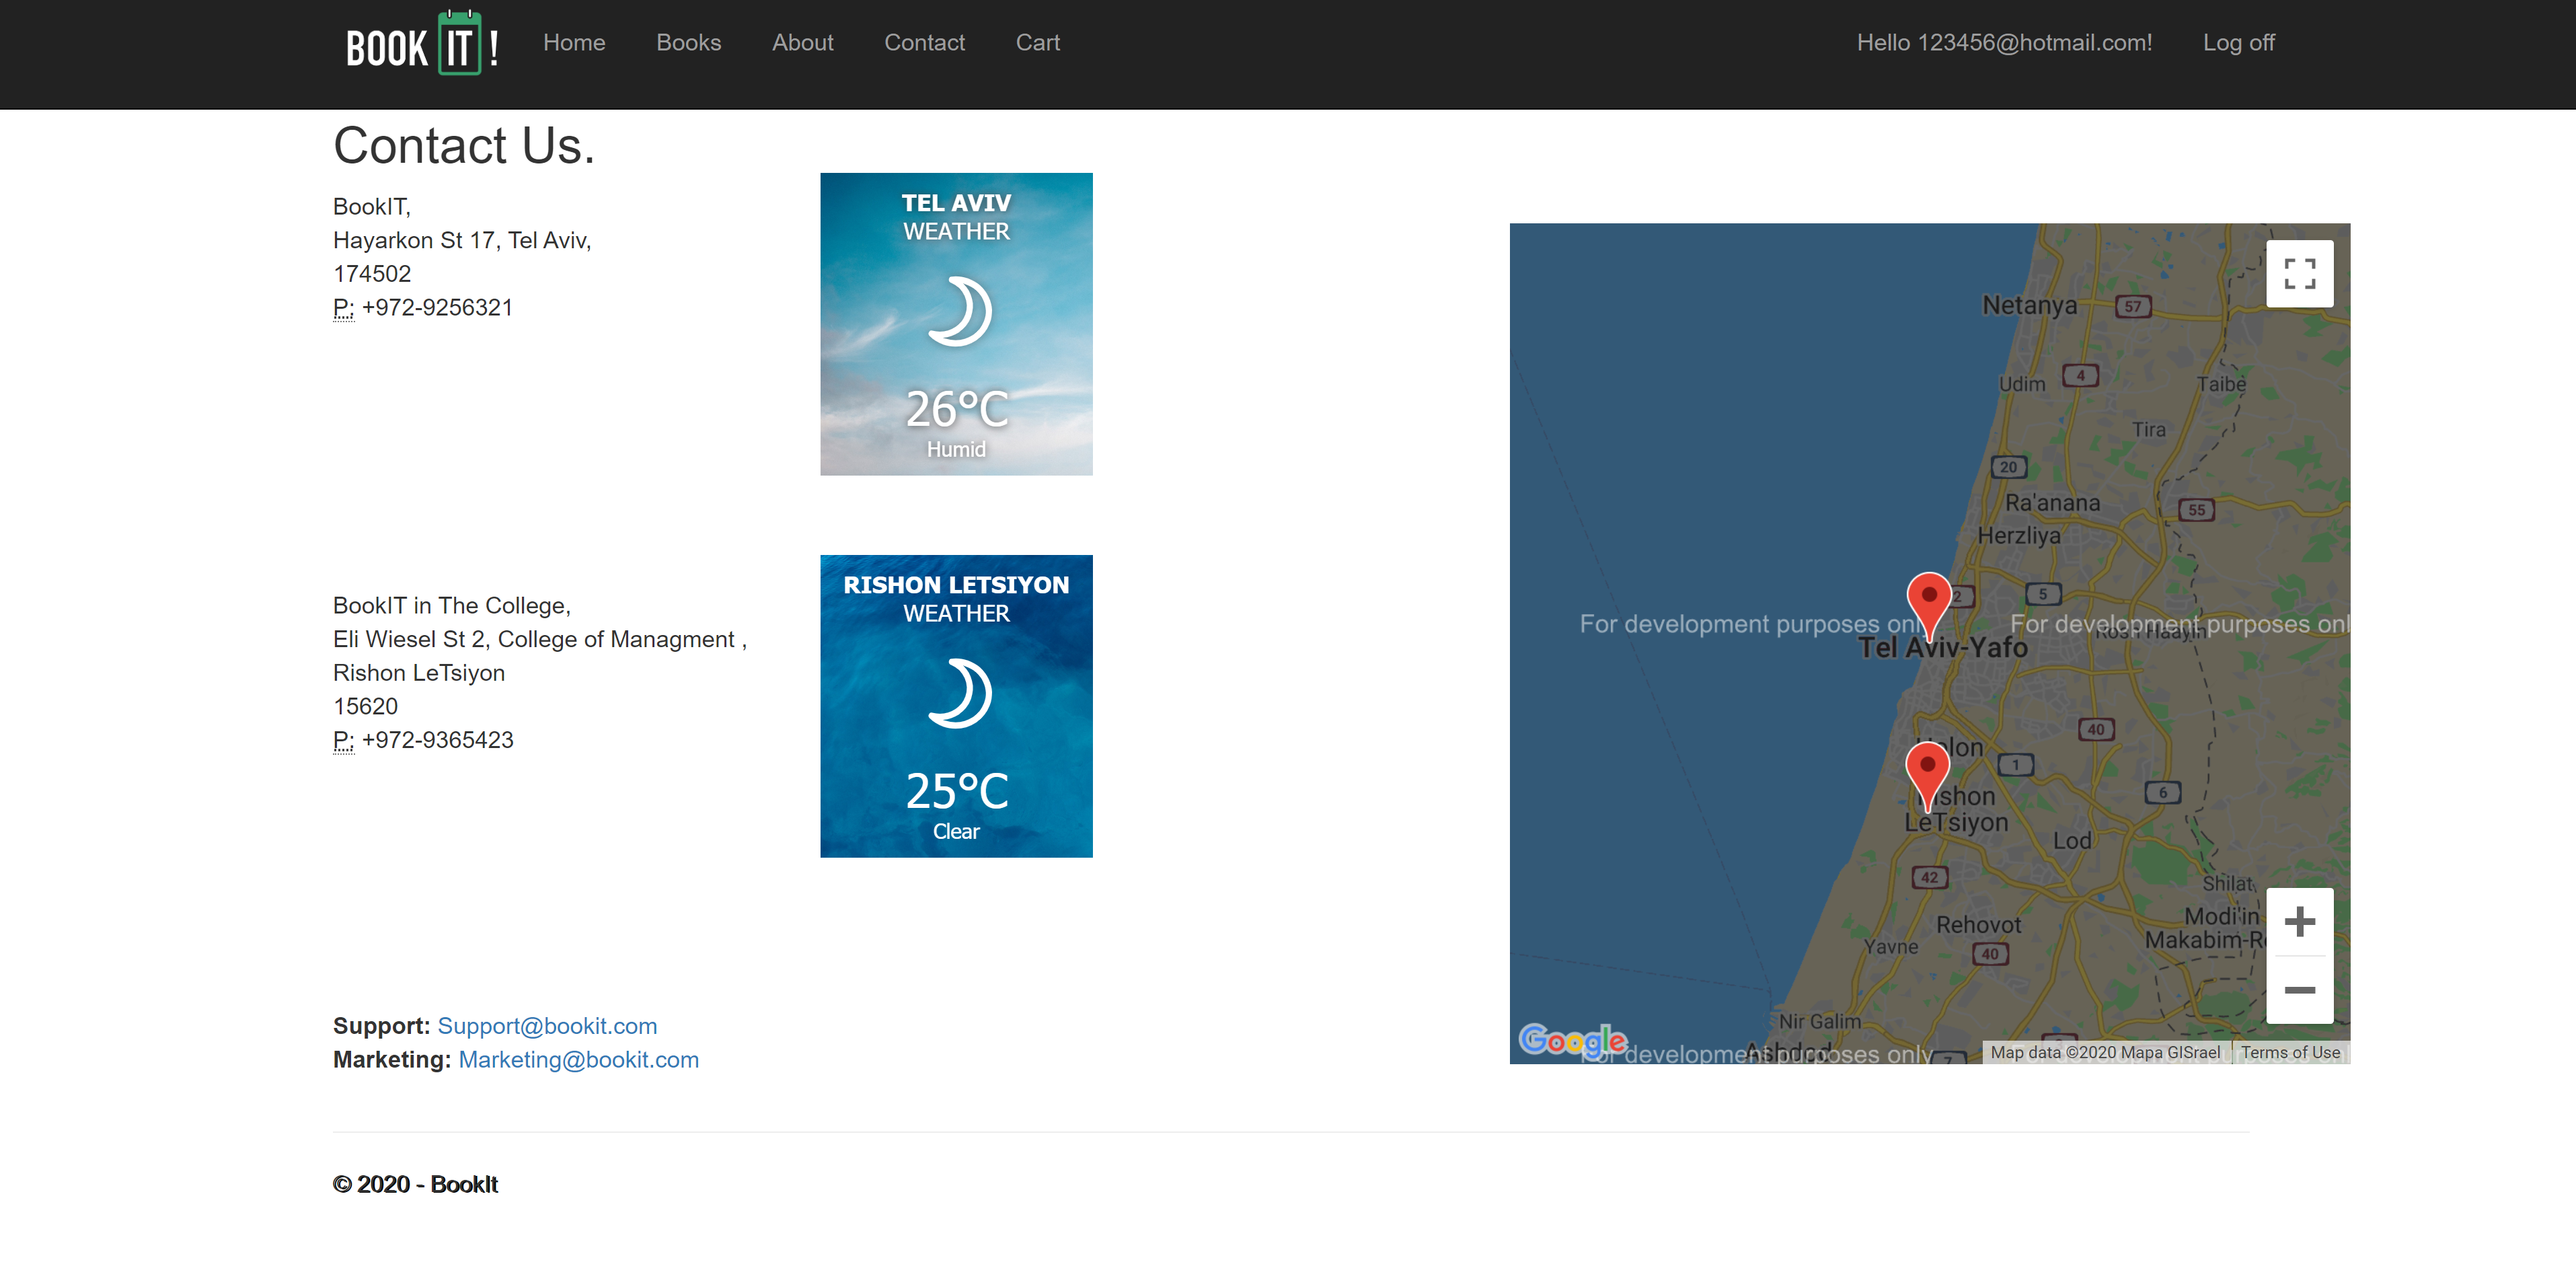 BOOK IT !
Home Books About Contact Cart
Hello 123456@hotmail.com! Log off
Contact Us.
BookIT,
Hayarkon St 17, Tel Aviv,
174502
P: +972-9256321
TEL AVIV
WEATHER
26°C
Humid
BookIT in The College,
Eli Wiesel St 2, College of Managment ,
Rishon LeTsiyon
15620
P: +972-9365423
RISHON LETSIYON
WEATHER
25°C
Clear
Support: Support@bookit.com
Marketing: Marketing@bookit.com
Netanya
57
Udim
4
Taibe
Tira
20
Ra'anana
55
Herzliya
2
5
For development purposes only
For development purposes onl
Tel Aviv-Yafo
Rosh Haayin
40
Holon
1
Rishon
LeTsiyon
6
Lod
42
Shilat
Rehovot
Modi'in
Makabim-Re
Yavne
40
Nir Galim
Ashdod
7
Google
For development purposes only
Map data ©2020 Mapa GISrael
Terms of Use
© 2020 - BookIt